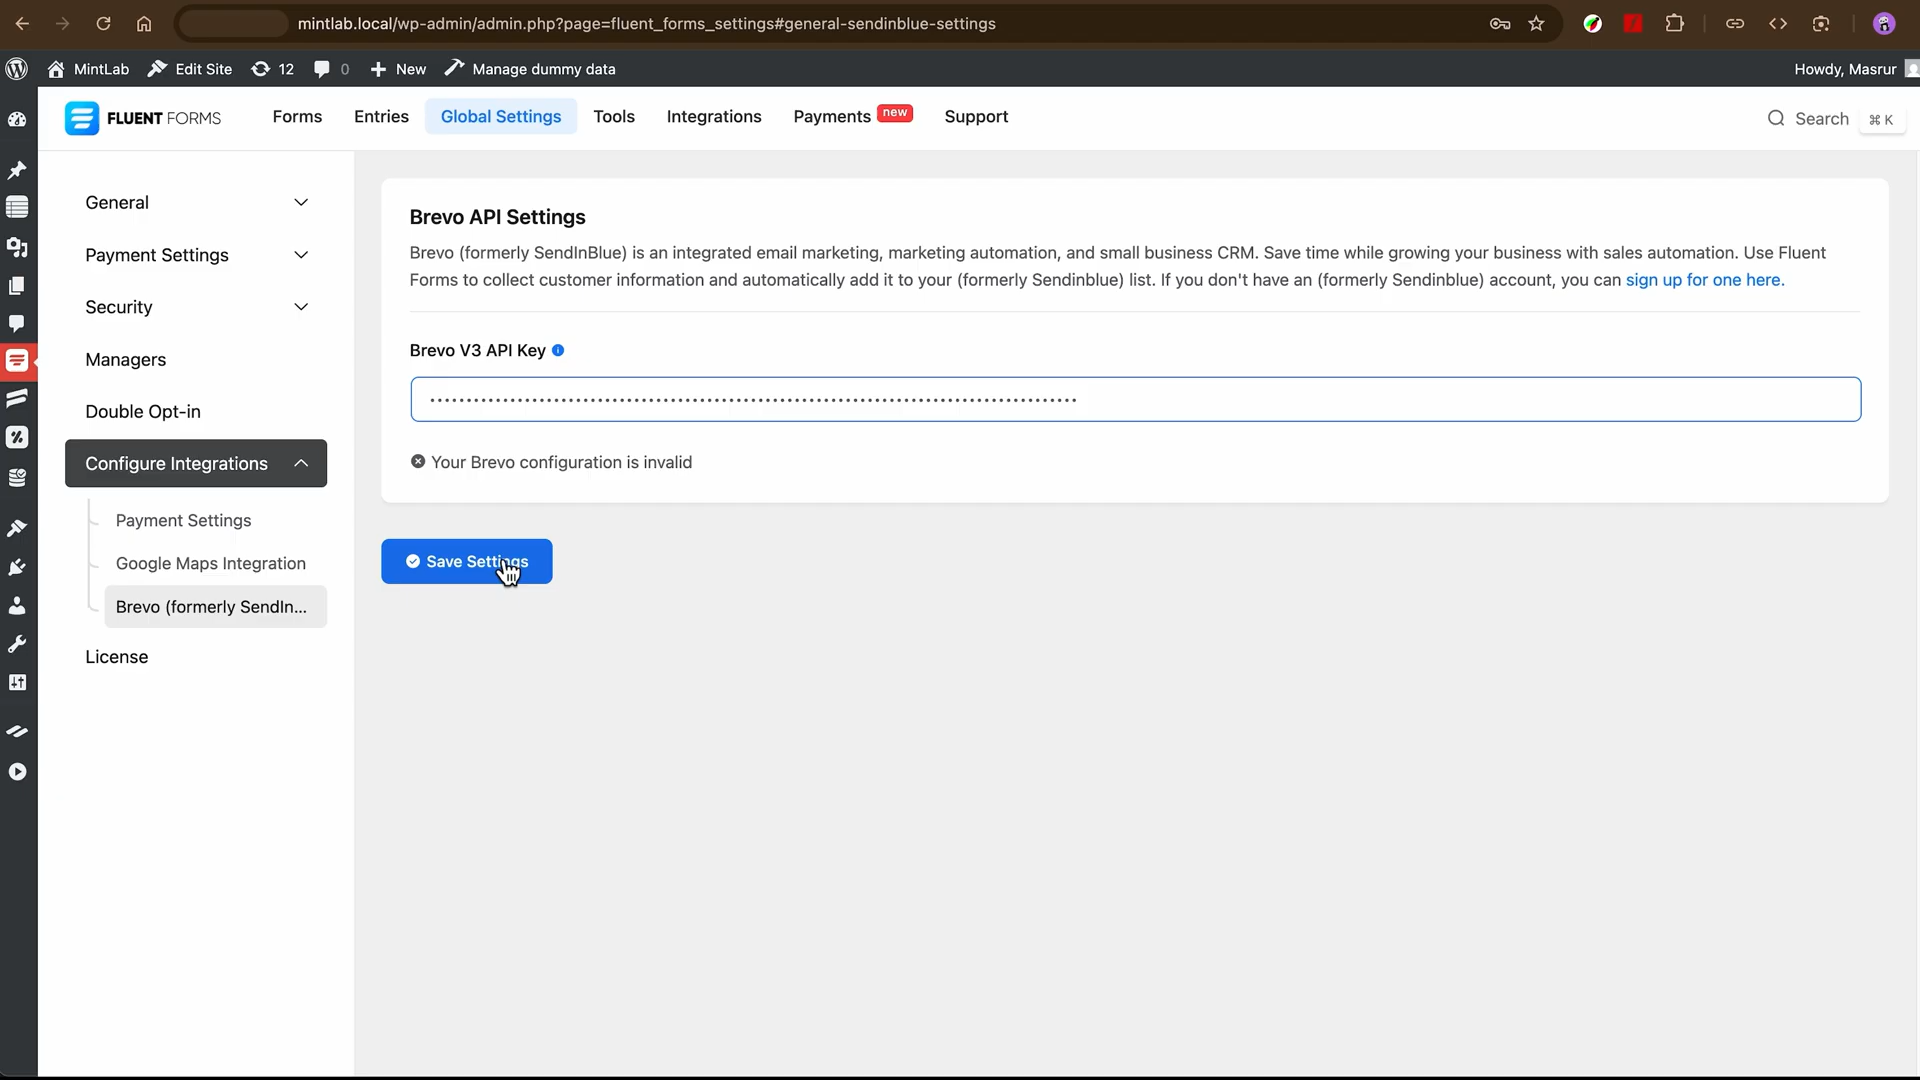 mintlab.local/wp-admin/admin.php?page=fluent_forms_settings#general-sendinblue-settings
MintLab
Edit Site
12
0
New
Manage dummy data
Howdy, Masrur
FLUENT FORMS
Forms
Entries
Global Settings
Tools
Integrations
Payments
new
Support
Search
⌘ K
General
Payment Settings
Security
Managers
Double Opt-in
Configure Integrations
Payment Settings
Google Maps Integration
Brevo (formerly SendIn...
License
Brevo API Settings
Brevo (formerly SendInBlue) is an integrated email marketing, marketing automation, and small business CRM. Save time while growing your business with sales automation. Use Fluent
Forms to collect customer information and automatically add it to your (formerly Sendinblue) list. If you don't have an (formerly Sendinblue) account, you can sign up for one here.
Brevo V3 API Key
Your Brevo configuration is invalid
Save Settings